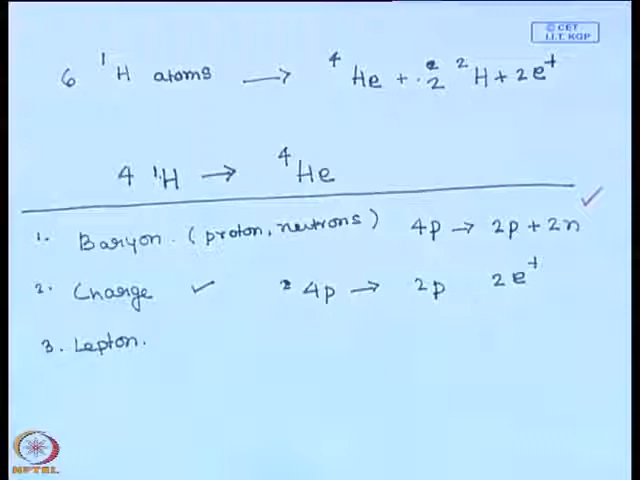 © CET
I.I.T. KGP
6 ¹H atoms → ⁴He + 2 ²H + 2e⁺
4 ¹H → ⁴He
1. Baryon. (proton, neutrons) 4p → 2p + 2n ✓
2. Charge ✓ 4p → 2p 2e⁺
3. Lepton.
NPTEL